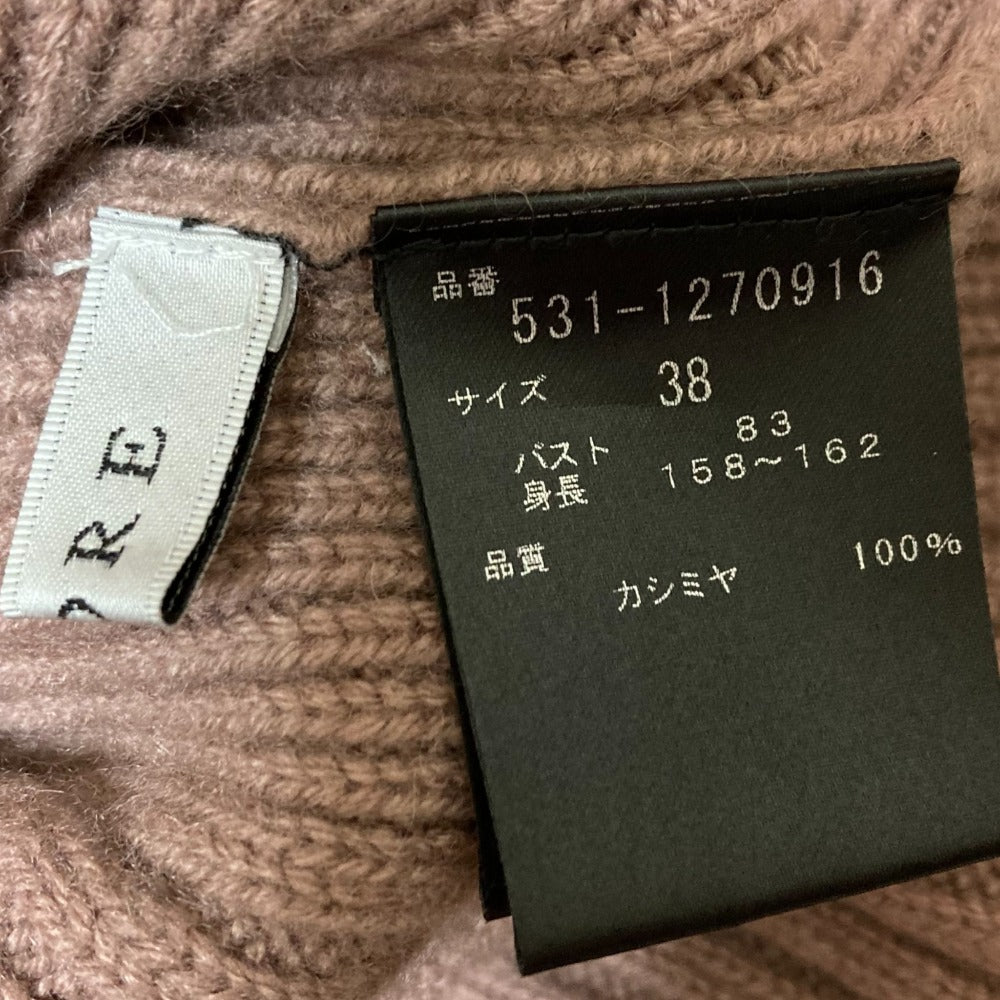 品番
531-1270916
サイズ 38
バスト 83
身長 158～162
品質
カシミヤ 100%
RE